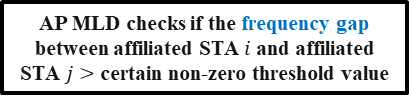 AP MLD checks if the frequency gap
between affiliated STA i and affiliated
STA j > certain non-zero threshold value